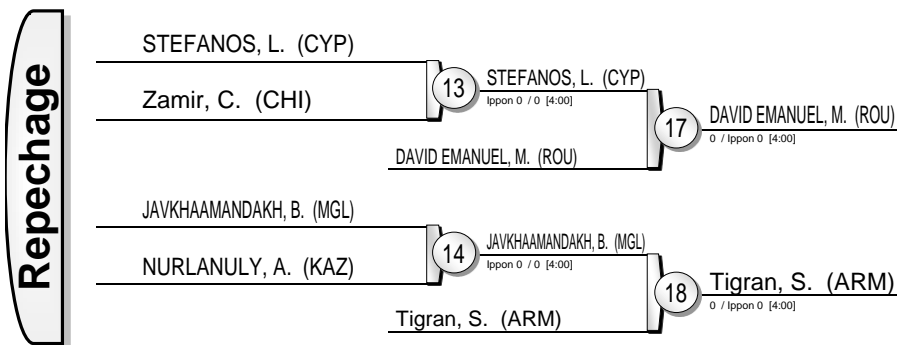 Repechage
STEFANOS, L. (CYP)
Zamir, C. (CHI)
13
STEFANOS, L. (CYP)
Ippon 0 / 0 [4:00]
DAVID EMANUEL, M. (ROU)
17
DAVID EMANUEL, M. (ROU)
0 / Ippon 0 [4:00]
JAVKHAAMANDAKH, B. (MGL)
NURLANULY, A. (KAZ)
14
JAVKHAAMANDAKH, B. (MGL)
Ippon 0 / 0 [4:00]
Tigran, S. (ARM)
18
Tigran, S. (ARM)
0 / Ippon 0 [4:00]